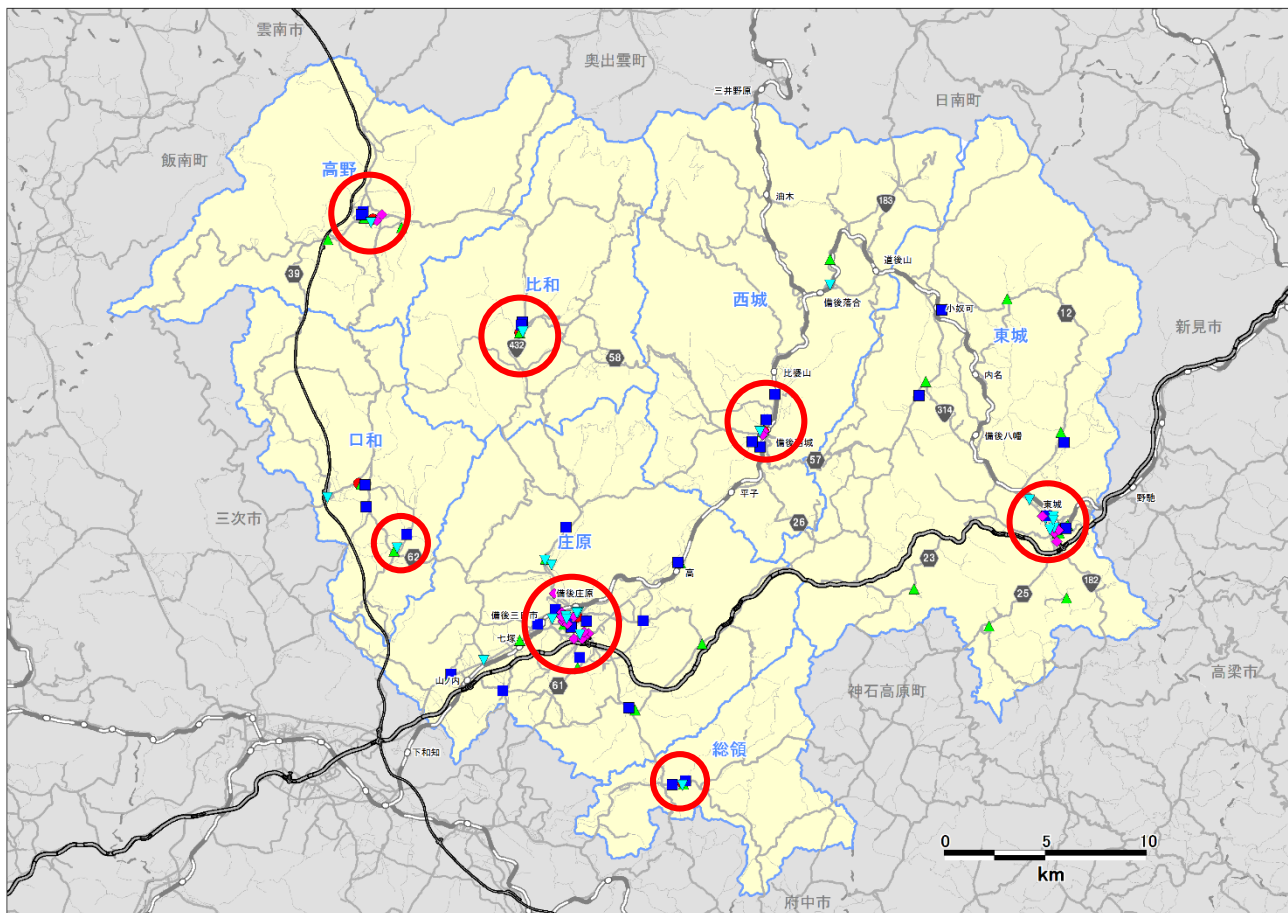 雲南市
奥出雲町
三井野原
日南町
飯南町
高野
油木
183
39
道後山
比和
西城
備後落合
小奴可
12
東城
新見市
432
58
比婆山
内名
314
口和
備後西城
備後八幡
57
平子
野馳
東城
三次市
26
庄原
62
高
23
182
備後庄原
25
備後三日市
七塚
山ノ内
61
神石高原町
高梁市
下和知
総領
0 5 10
km
府中市